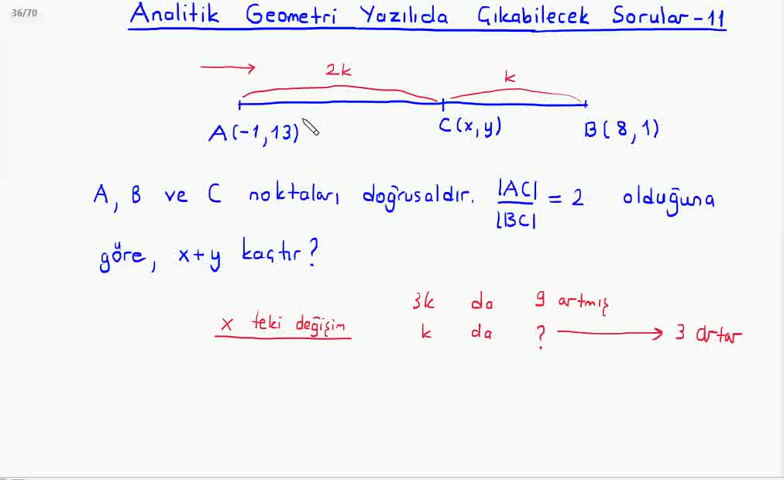 36/70
Analitik Geometri Yazılıda Çıkabilecek Sorular-11
2k k
A(-1,13) C(x,y) B(8,1)
A, B ve C noktaları doğrusaldır. |AC|/|BC| = 2 olduğuna
göre, x+y kaçtır?
3k da 9 artmış
x teki değişim k da ? → 3 artar